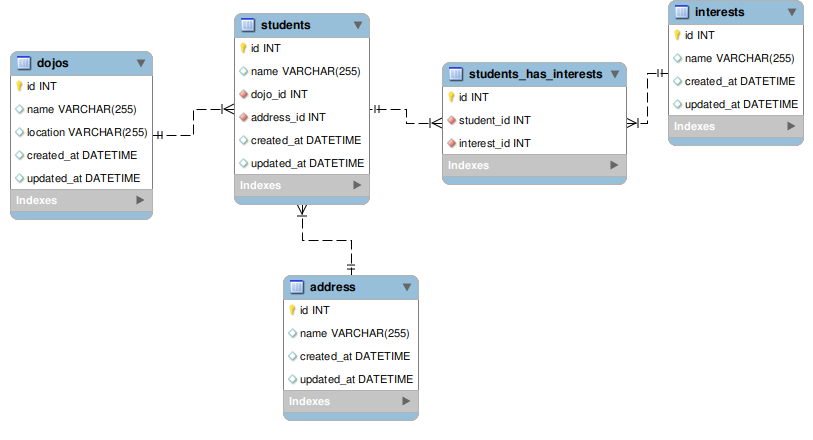 dojos
id INT
name VARCHAR(255)
location VARCHAR(255)
created_at DATETIME
updated_at DATETIME
Indexes
students
id INT
name VARCHAR(255)
dojo_id INT
address_id INT
created_at DATETIME
updated_at DATETIME
Indexes
students_has_interests
id INT
student_id INT
interest_id INT
Indexes
interests
id INT
name VARCHAR(255)
created_at DATETIME
updated_at DATETIME
Indexes
address
id INT
name VARCHAR(255)
created_at DATETIME
updated_at DATETIME
Indexes